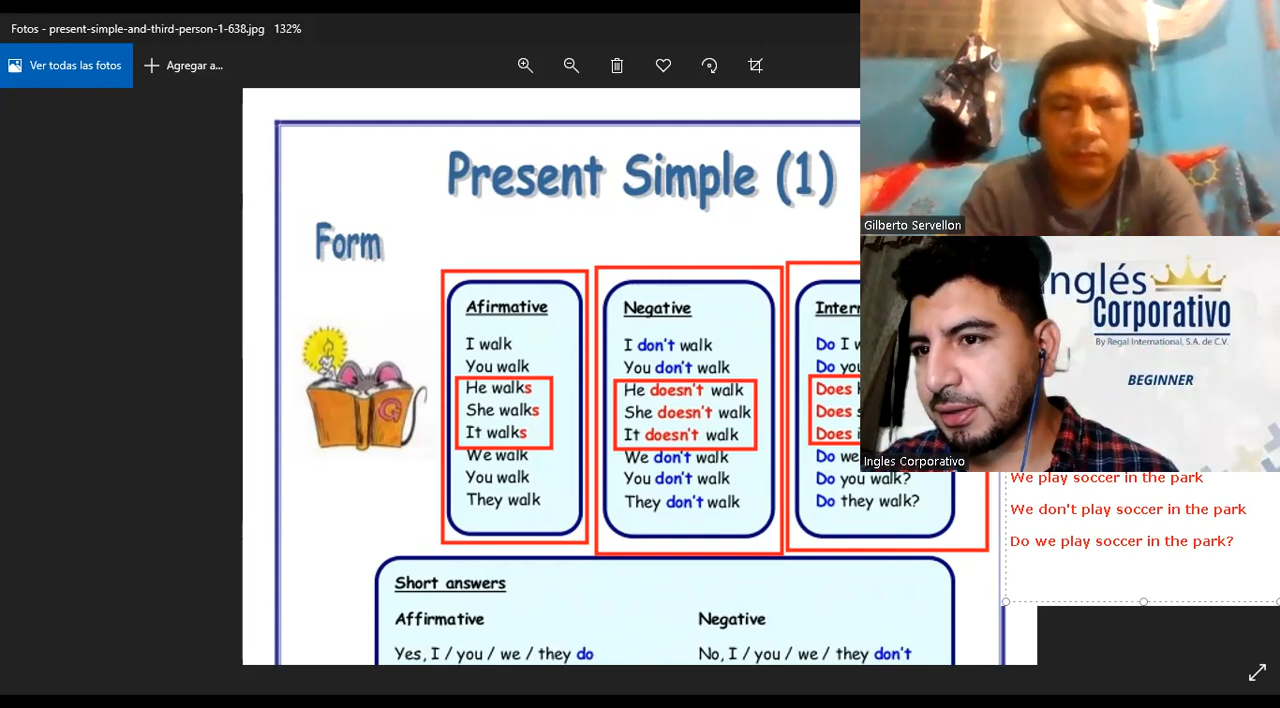 Fotos - present-simple-and-third-person-1-638.jpg 132%
Ver todas las fotos
Agregar a...
Present Simple (1)
Form
Afirmative
I walk
You walk
He walks
She walks
It walks
We walk
You walk
They walk
Negative
I don't walk
You don't walk
He doesn't walk
She doesn't walk
It doesn't walk
We don't walk
You don't walk
They don't walk
Do I
Do you
Does
Does
Does
Do we
Do you walk?
Do they walk?
Short answers
Affirmative
Yes, I / you / we / they do
Negative
No, I / you / we / they don't
Gilberto Servellon
Inglés
Corporativo
By Regal International, S.A. de C.V.
BEGINNER
Ingles Corporativo
We play soccer in the park
We don't play soccer in the park
Do we play soccer in the park?
G